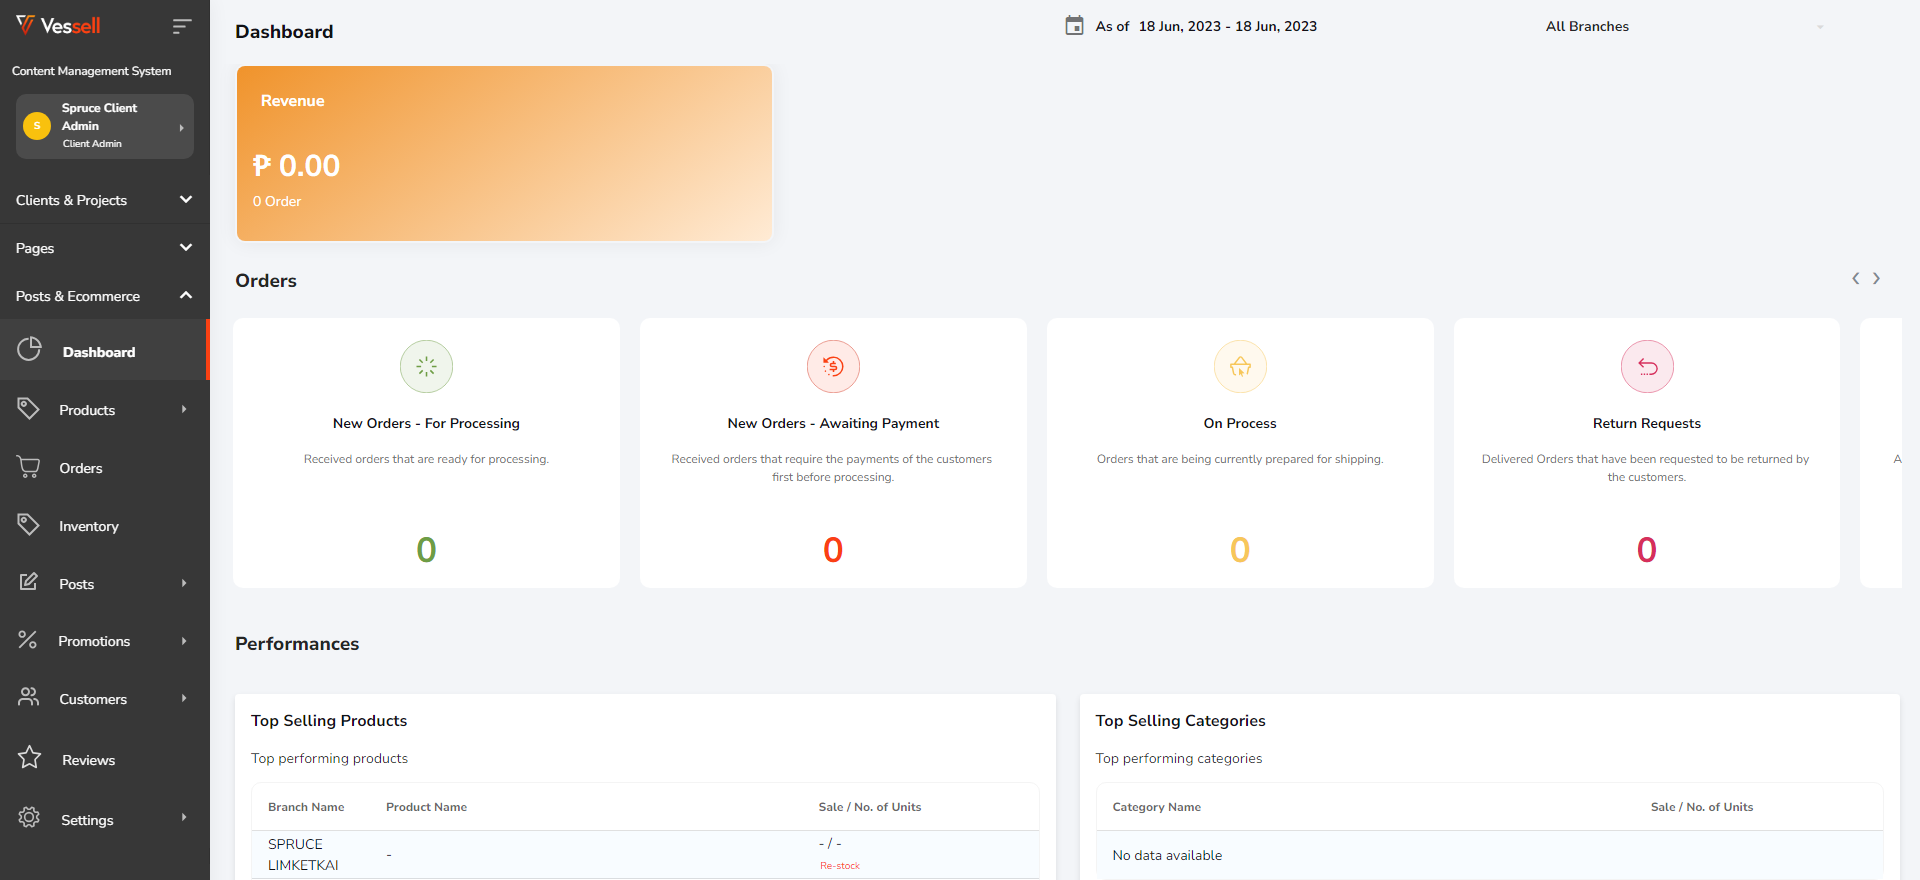 Vessell
Content Management System
S
Spruce Client
Admin
Client Admin
Clients & Projects
Pages
Posts & Ecommerce
Dashboard
Products
Orders
Inventory
Posts
Promotions
Customers
Reviews
Settings
Dashboard
As of 18 Jun, 2023 - 18 Jun, 2023
All Branches
Revenue
₱ 0.00
0 Order
Orders
New Orders - For Processing
Received orders that are ready for processing.
0
New Orders - Awaiting Payment
Received orders that require the payments of the customers
first before processing.
0
On Process
Orders that are being currently prepared for shipping.
0
Return Requests
Delivered Orders that have been requested to be returned by
the customers.
0
A
Performances
Top Selling Products
Top performing products
Branch Name Product Name Sale / No. of Units
SPRUCE
LIMKETKAI
-
- / -
Re-stock
Top Selling Categories
Top performing categories
Category Name Sale / No. of Units
No data available